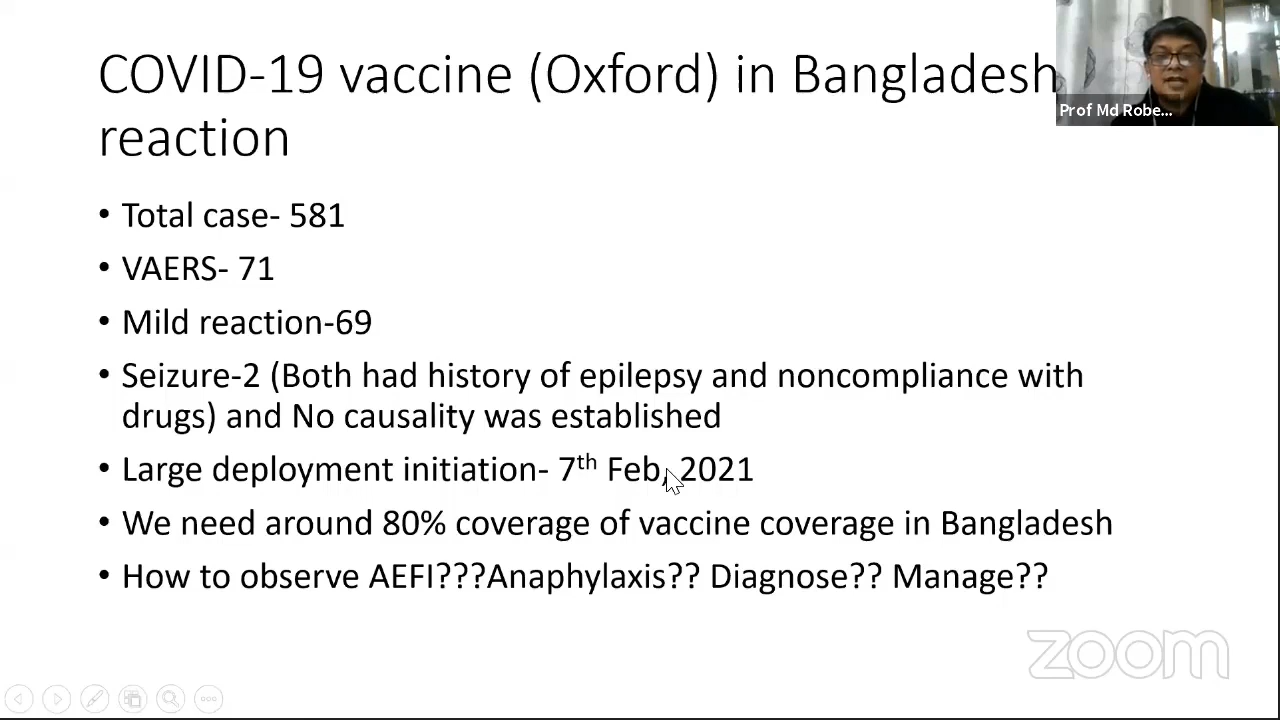 COVID-19 vaccine (Oxford) in Bangladesh
reaction
Prof Md Robe...
• Total case- 581
• VAERS- 71
• Mild reaction-69
• Seizure-2 (Both had history of epilepsy and noncompliance with
drugs) and No causality was established
• Large deployment initiation- 7th Feb, 2021
• We need around 80% coverage of vaccine coverage in Bangladesh
• How to observe AEFI???Anaphylaxis?? Diagnose?? Manage??
zoom